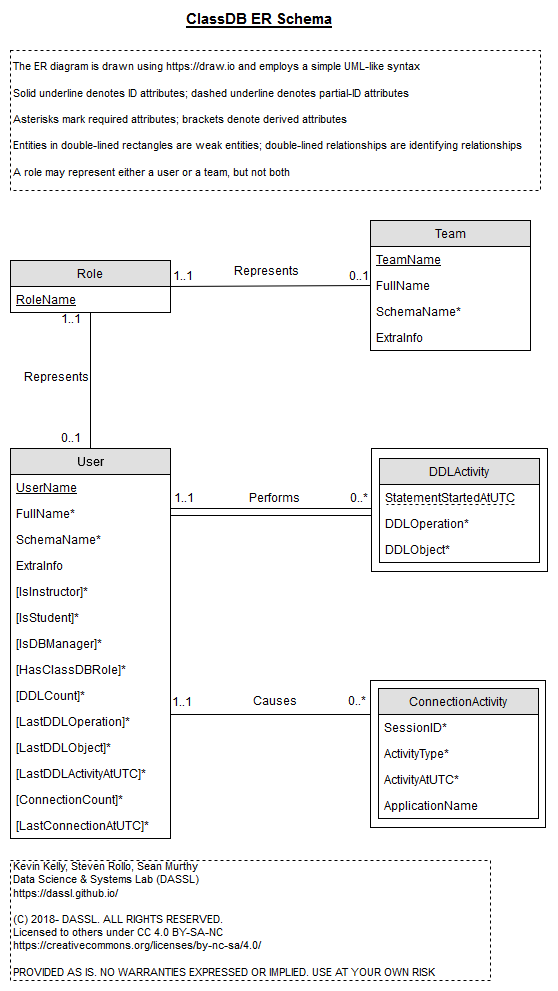 ClassDB ER Schema
The ER diagram is drawn using https://draw.io and employs a simple UML-like syntax
Solid underline denotes ID attributes; dashed underline denotes partial-ID attributes
Asterisks mark required attributes; brackets denote derived attributes
Entities in double-lined rectangles are weak entities; double-lined relationships are identifying relationships
A role may represent either a user or a team, but not both
Team
TeamName
FullName
SchemaName*
ExtraInfo
Role
RoleName
1..1
Represents
0..1
1..1
Represents
0..1
User
UserName
FullName*
SchemaName*
ExtraInfo
[IsInstructor]*
[IsStudent]*
[IsDBManager]*
[HasClassDBRole]*
[DDLCount]*
[LastDDLOperation]*
[LastDDLObject]*
[LastDDLActivityAtUTC]*
[ConnectionCount]*
[LastConnectionAtUTC]*
1..1
Performs
0..*
DDLActivity
StatementStartedAtUTC
DDLOperation*
DDLObject*
1..1
Causes
0..*
ConnectionActivity
SessionID*
ActivityType*
ActivityAtUTC*
ApplicationName
Kevin Kelly, Steven Rollo, Sean Murthy
Data Science & Systems Lab (DASSL)
https://dassl.github.io/
(C) 2018- DASSL. ALL RIGHTS RESERVED.
Licensed to others under CC 4.0 BY-SA-NC
https://creativecommons.org/licenses/by-nc-sa/4.0/
PROVIDED AS IS. NO WARRANTIES EXPRESSED OR IMPLIED. USE AT YOUR OWN RISK